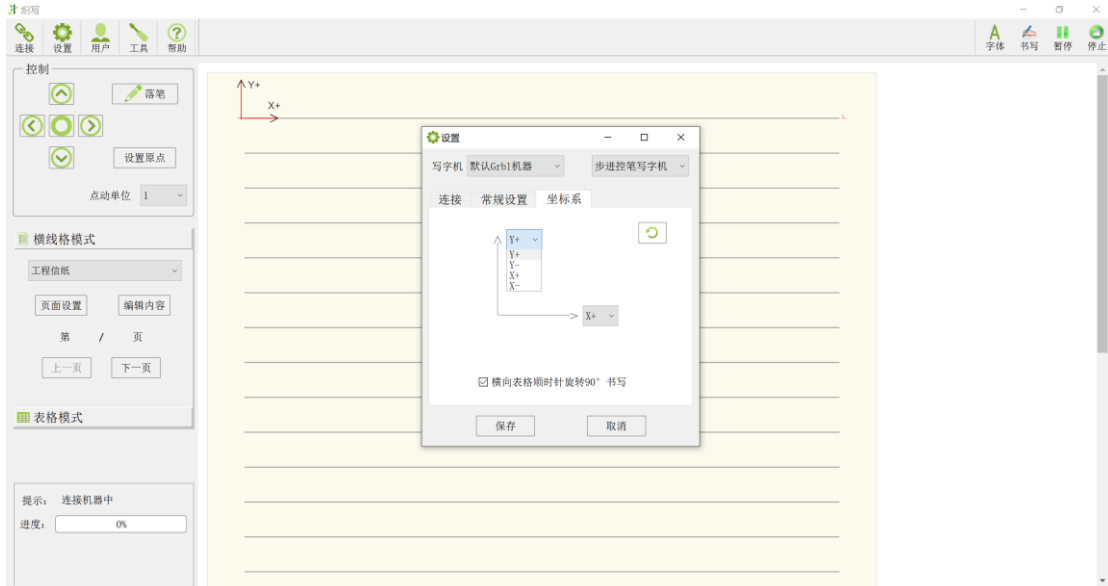 织写
连接 设置 用户 工具 帮助
字体 书写 暂停 停止
控制
落笔
设置原点
点动单位 1
横线格模式
工程信纸
页面设置 编辑内容
第 / 页
上一页 下一页
表格模式
提示： 连接机器中
进度： 0%
Y+
X+
设置
写字机 默认Grbl机器 步进控笔写字机
连接 常规设置 坐标系
Y+
Y+
Y-
X+
X-
X+
横向表格顺时针旋转90° 书写
保存 取消